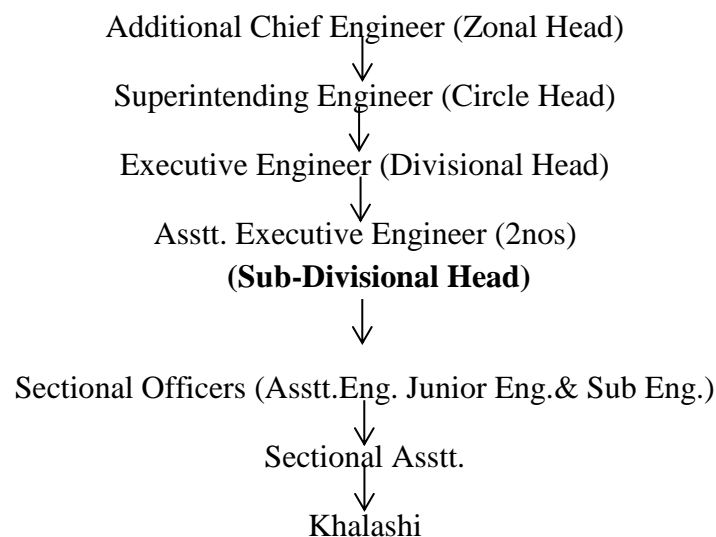 Additional Chief Engineer (Zonal Head)
Superintending Engineer (Circle Head)
Executive Engineer (Divisional Head)
Asstt. Executive Engineer (2nos)
(Sub-Divisional Head)
Sectional Officers (Asstt.Eng. Junior Eng.& Sub Eng.)
Sectional Asstt.
Khalashi